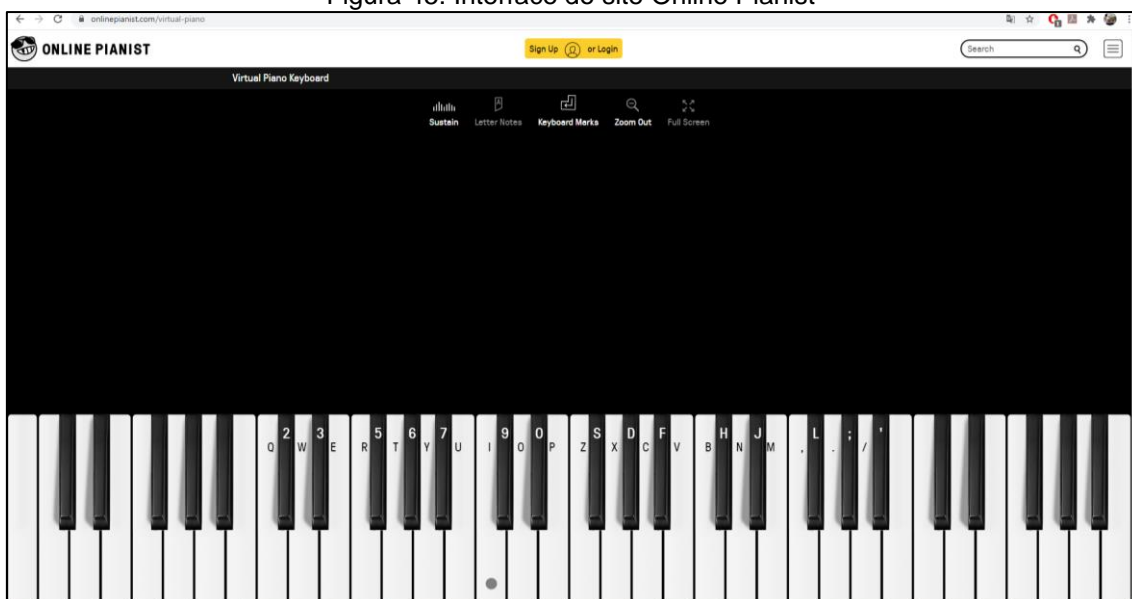 Figura 45. Interface do site Online Pianist
onlinepianist.com/virtual-piano
ONLINE PIANIST
Sign Up or Login
Search
Virtual Piano Keyboard
Sustain Letter Notes Keyboard Marks Zoom Out Full Screen
2 3 5 6 7 9 0 S D F H J L ; '
Q W E R T Y U I O P Z X C V B N M , . /